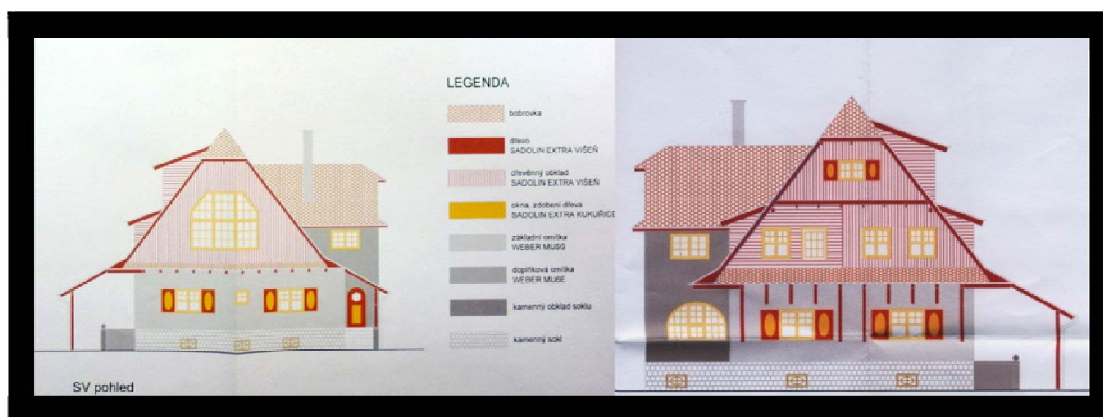 LEGENDA
bobrovka
dřevo
SADOLIN EXTRA VIŠEŇ
dřevěnný obklad
SADOLIN EXTRA VIŠEŇ
okna, zdobení dřeva
SADOLIN EXTRA KUKUŘICE
základní omítka
WEBER MUSG
doplňková omítka
WEBER MUSE
kamenný obklad soklu
kamenný sokl
SV pohled